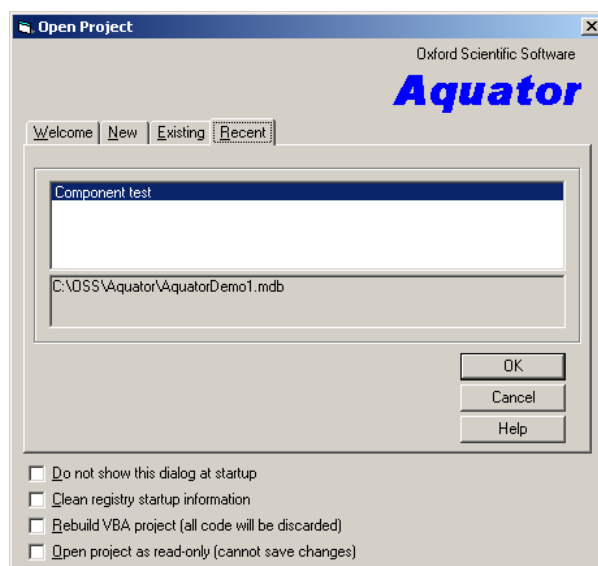 Open Project
Oxford Scientific Software
Aquator
Welcome New Existing Recent
Component test
C:\OSS\Aquator\AquatorDemo1.mdb
OK
Cancel
Help
Do not show this dialog at startup
Clean registry startup information
Rebuild VBA project (all code will be discarded)
Open project as read-only (cannot save changes)